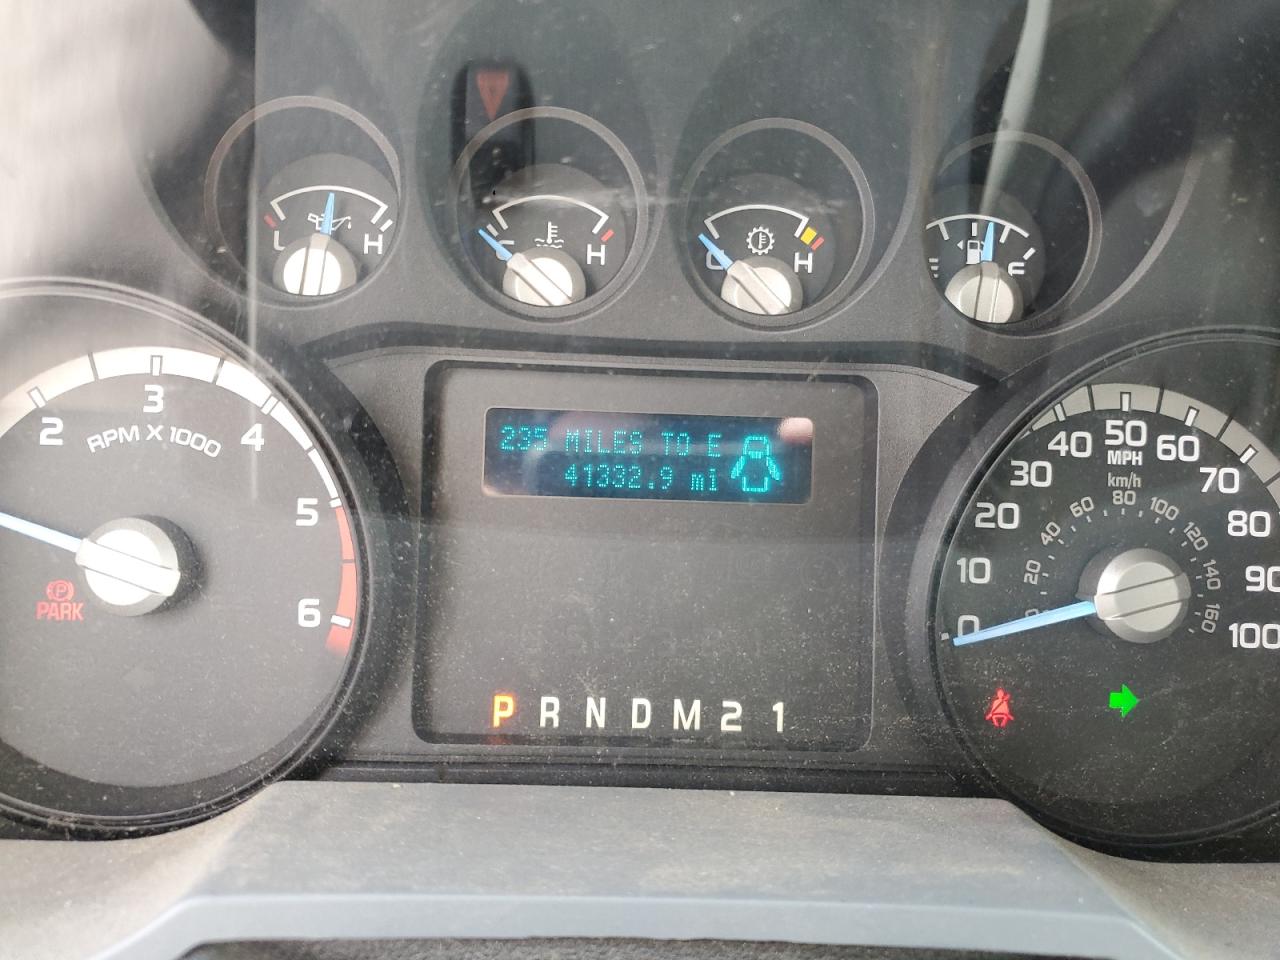 L H
C H
C H
E F
2 3 4 5 6
RPM X 1000
PARK
235 MILES TO E
41332.9 mi
P R N D M 2 1
0 10 20 30 40 50 60 70 80 90 100
MPH
km/h
20 40 60 80 100 120 140 160